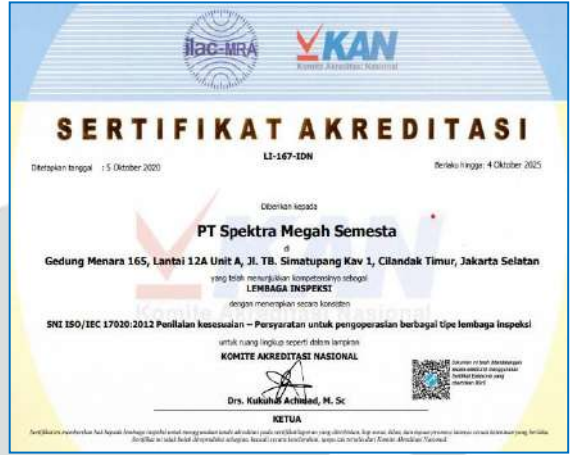 ilac-MRA
KAN
Komite Akreditasi Nasional
SERTIFIKAT AKREDITASI
LI-167-IDN
Ditetapkan tanggal : 5 Oktober 2020
Berlaku hingga: 4 Oktober 2025
Diberikan kepada
PT Spektra Megah Semesta
di
Gedung Menara 165, Lantai 12A Unit A, Jl. TB. Simatupang Kav 1, Cilandak Timur, Jakarta Selatan
yang telah menunjukkan kompetensinya sebagai
LEMBAGA INSPEKSI
dengan menerapkan secara konsisten
SNI ISO/IEC 17020:2012 Penilaian kesesuaian – Persyaratan untuk pengoperasian berbagai tipe lembaga inspeksi
untuk ruang lingkup seperti dalam lampiran
KOMITE AKREDITASI NASIONAL
Drs. Kukuh Achmad, M. Sc
KETUA